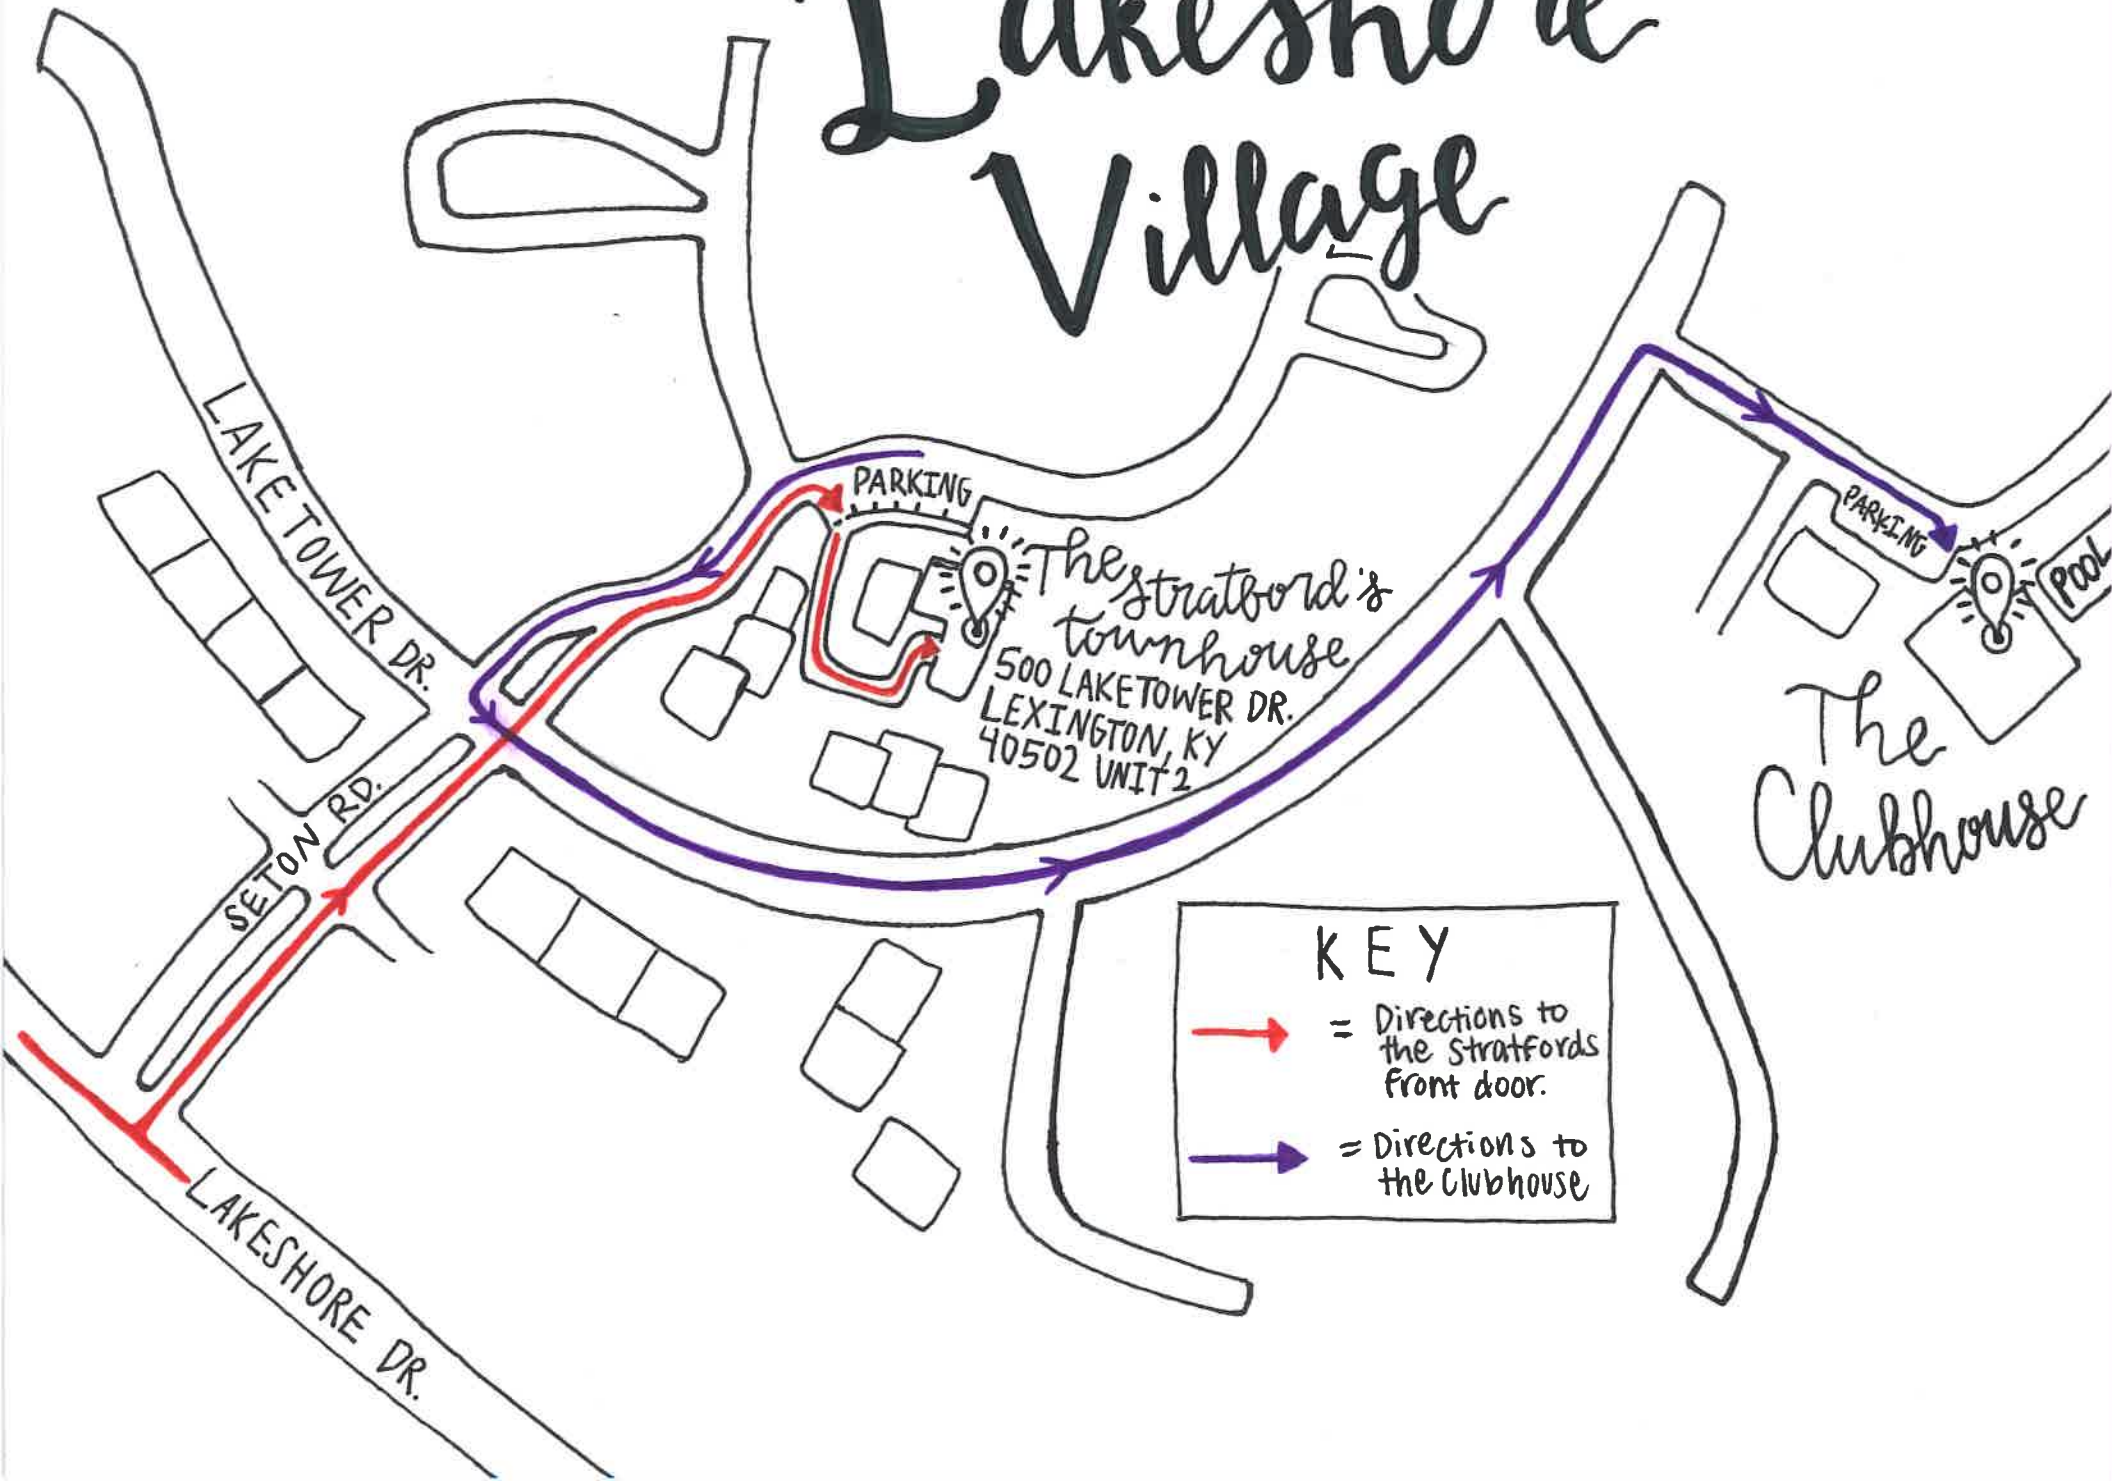 Lakeshore
Village
LAKETOWER DR.
PARKING
The Stratford's
townhouse
500 LAKETOWER DR.
LEXINGTON, KY
40502 UNIT 2
PARKING
POOL
The
Clubhouse
SETON RD.
KEY
= Directions to
the Stratfords
front door.
= Directions to
the Clubhouse
LAKESHORE DR.